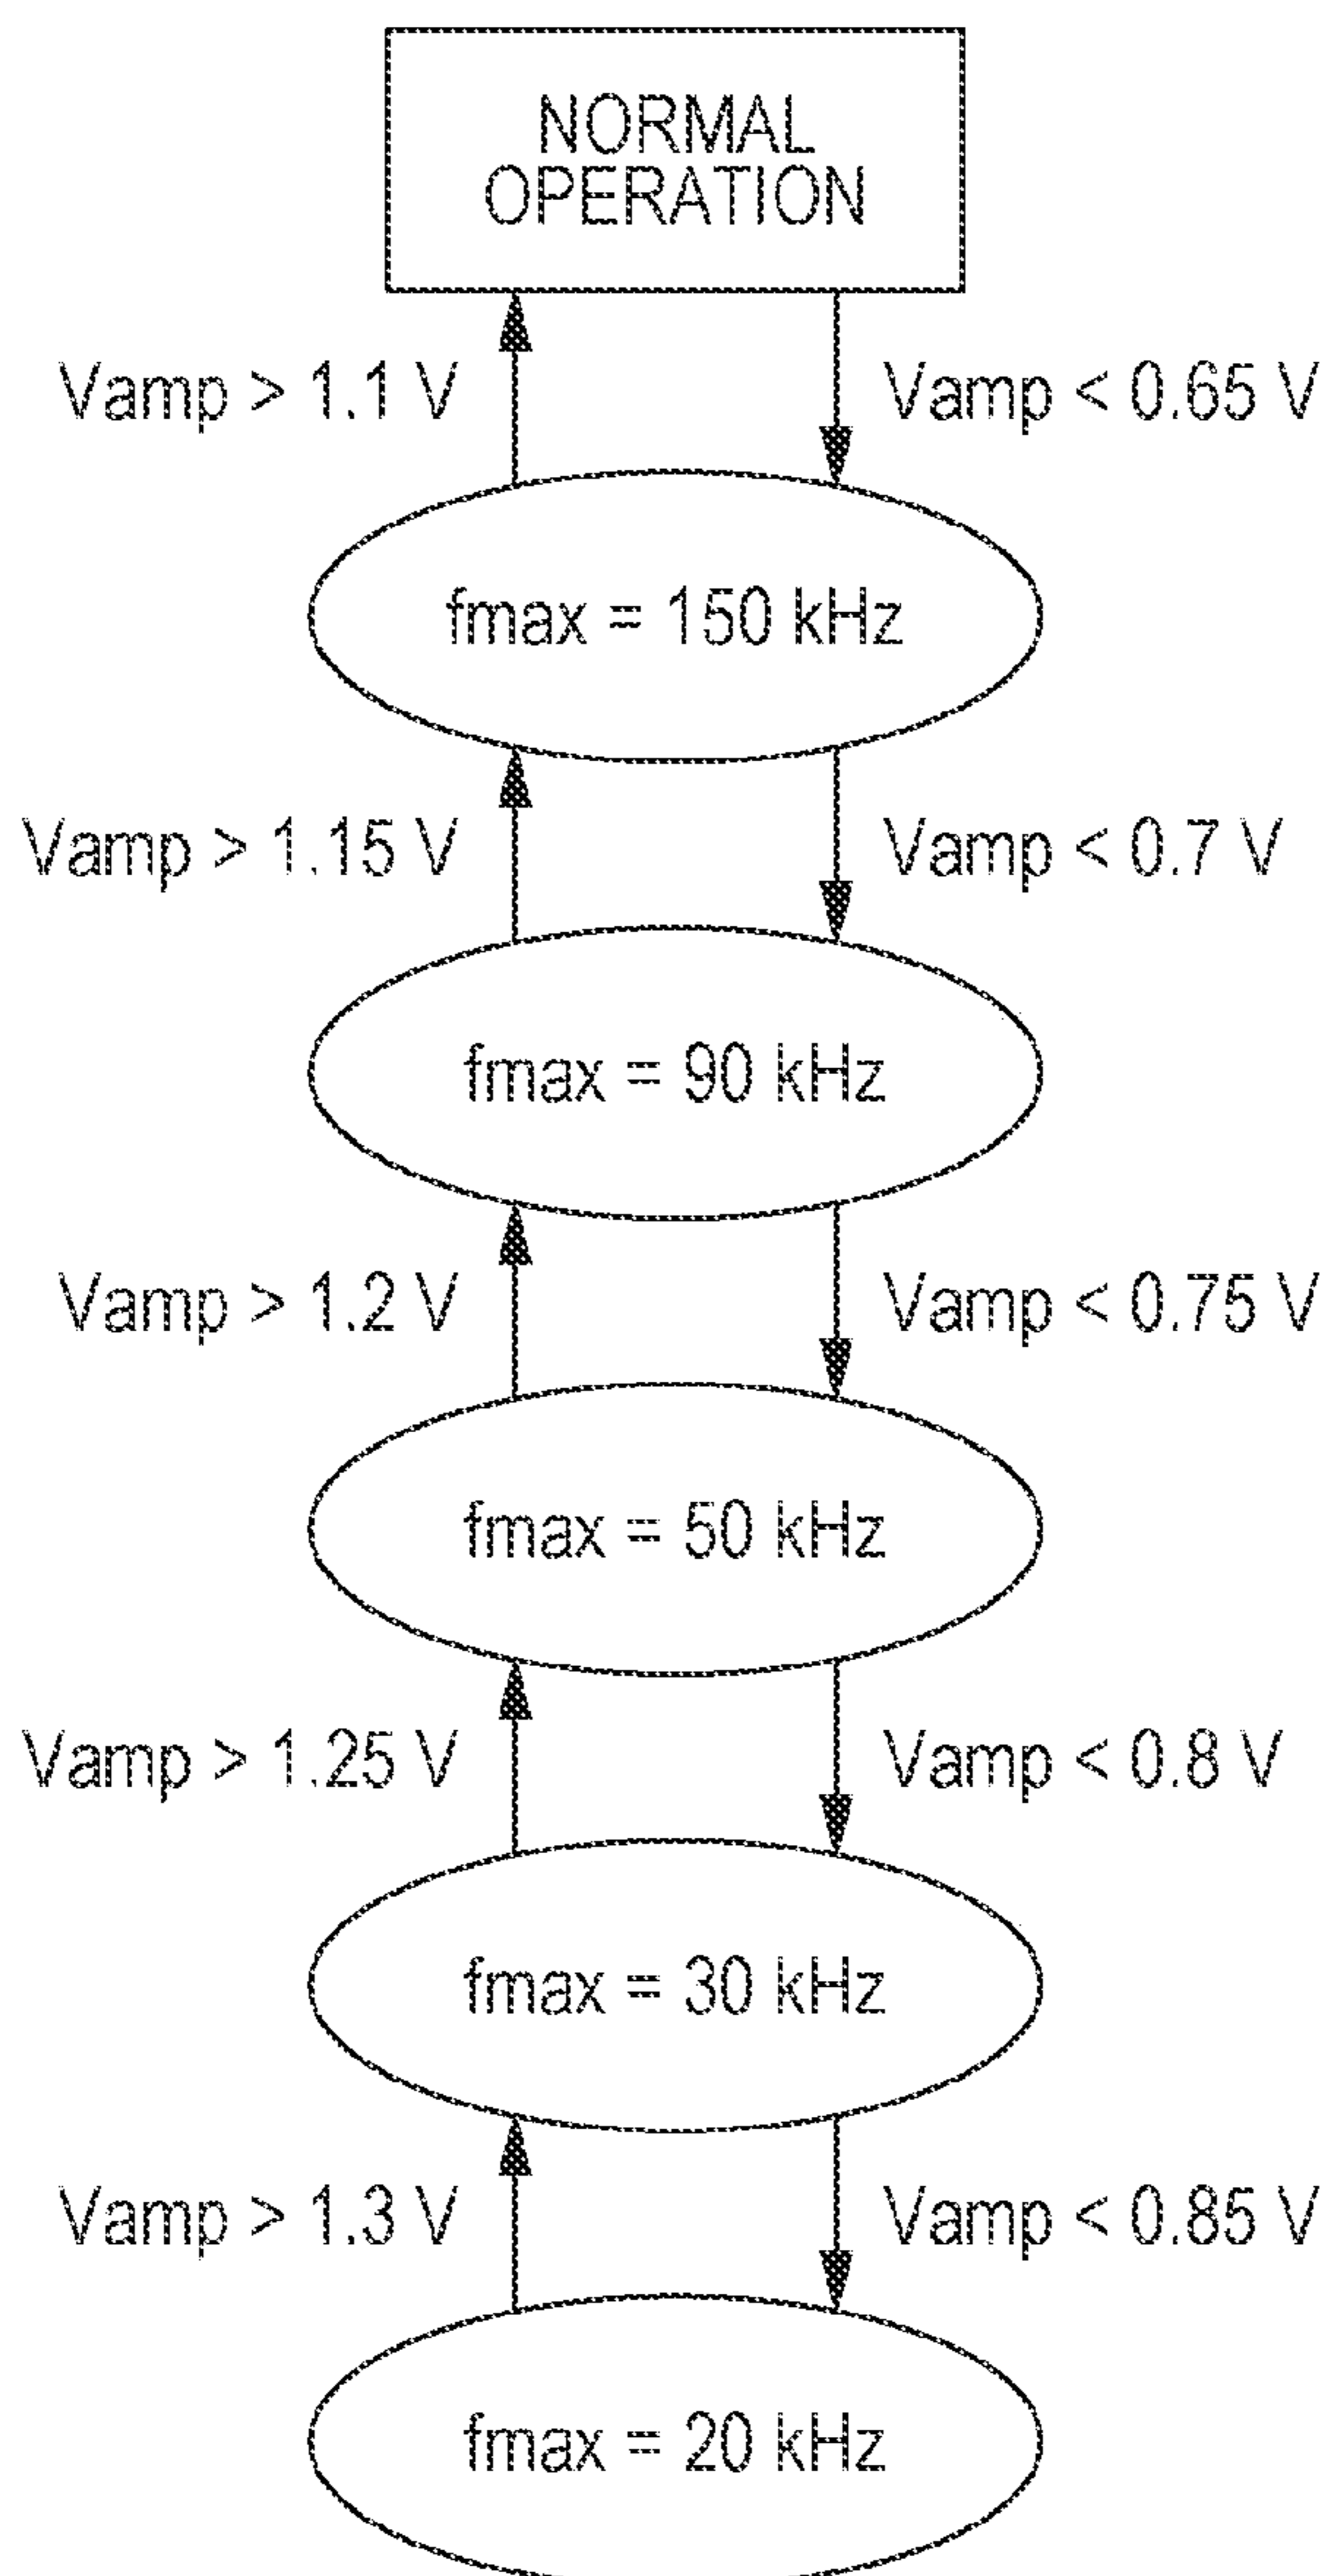 NORMAL
OPERATION
Vamp > 1.1 V
Vamp < 0.65 V
fmax = 150 kHz
Vamp > 1.15 V
Vamp < 0.7 V
fmax = 90 kHz
Vamp > 1.2 V
Vamp < 0.75 V
fmax = 50 kHz
Vamp > 1.25 V
Vamp < 0.8 V
fmax = 30 kHz
Vamp > 1.3 V
Vamp < 0.85 V
fmax = 20 kHz